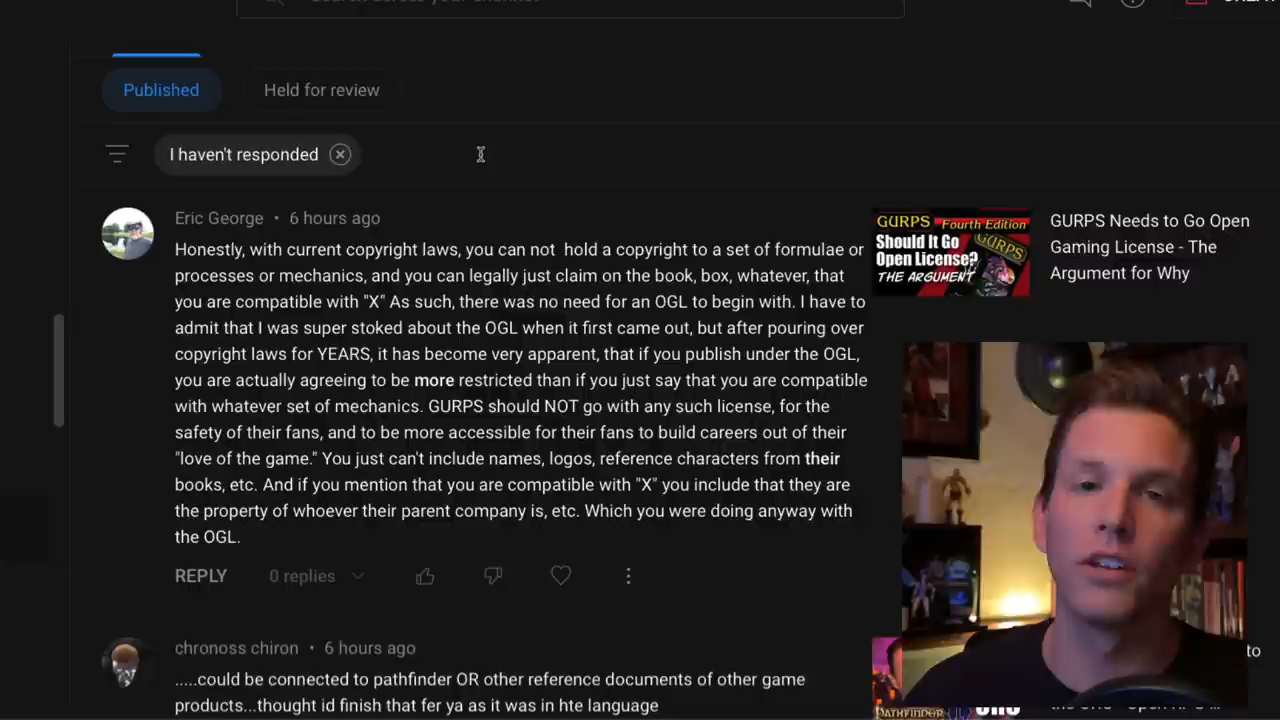 Published
Held for review
I haven't responded
Eric George • 6 hours ago
Honestly, with current copyright laws, you can not hold a copyright to a set of formulae or
processes or mechanics, and you can legally just claim on the book, box, whatever, that
you are compatible with "X" As such, there was no need for an OGL to begin with. I have to
admit that I was super stoked about the OGL when it first came out, but after pouring over
copyright laws for YEARS, it has become very apparent, that if you publish under the OGL,
you are actually agreeing to be more restricted than if you just say that you are compatible
with whatever set of mechanics. GURPS should NOT go with any such license, for the
safety of their fans, and to be more accessible for their fans to build careers out of their
"love of the game." You just can't include names, logos, reference characters from their
books, etc. And if you mention that you are compatible with "X" you include that they are
the property of whoever their parent company is, etc. Which you were doing anyway with
the OGL.
REPLY
0 replies
GURPS Fourth Edition
Should It Go
Open License?
THE ARGUMENT
GURPS
GURPS Needs to Go Open
Gaming License - The
Argument for Why
chronoss chiron • 6 hours ago
.....could be connected to pathfinder OR other reference documents of other game
products...thought id finish that fer ya as it was in hte language
to
PATHFINDER